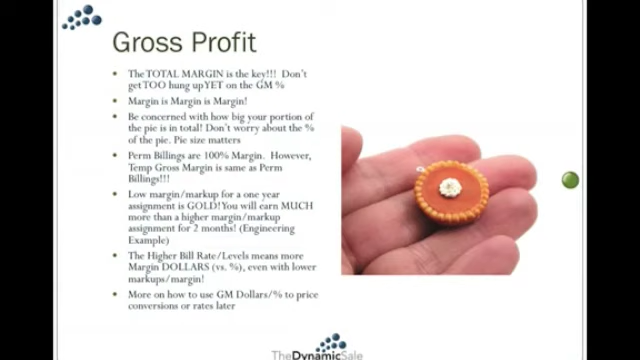 Gross Profit
• The TOTAL MARGIN is the key!!! Don't
get TOO hung up YET on the GM %
• Margin is Margin is Margin!
• Be concerned with how big your portion of
the pie is in total! Don't worry about the %
of the pie. Pie size matters
• Perm Billings are 100% Margin. However,
Temp Gross Margin is same as Perm
Billings!!!
• Low margin/markup for a one year
assignment is GOLD! You will earn MUCH
more than a higher margin/markup
assignment for 2 months! (Engineering
Example)
• The Higher Bill Rate/Levels means more
Margin DOLLARS (vs. %), even with lower
markups/margin!
• More on how to use GM Dollars/% to price
conversions or rates later
TheDynamicSale